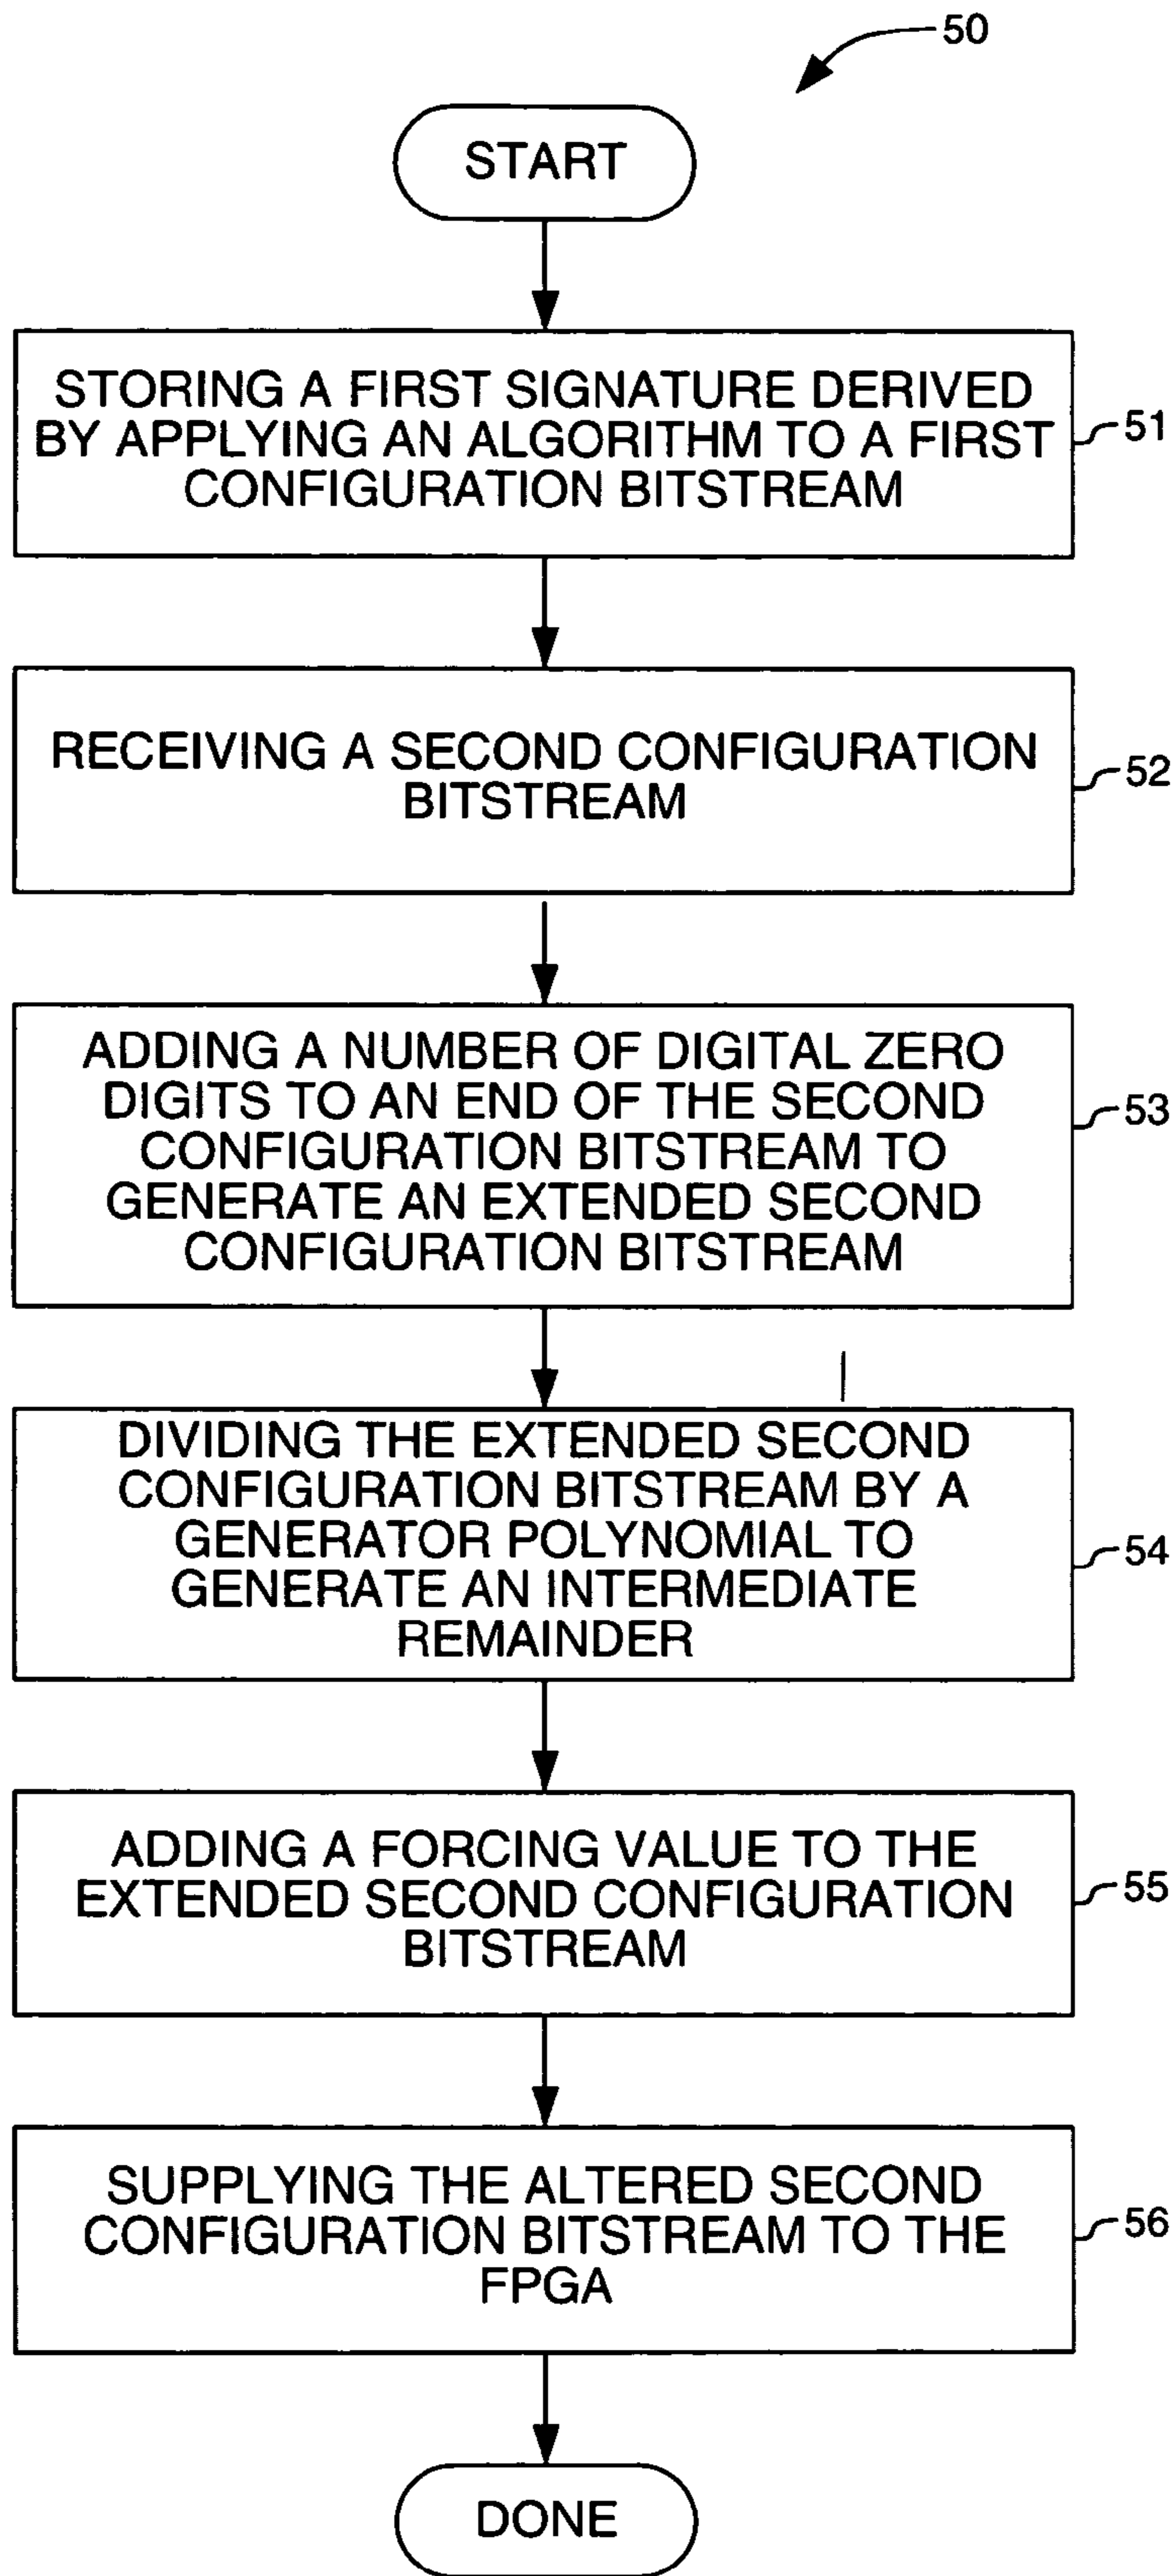 50
START
STORING A FIRST SIGNATURE DERIVED
BY APPLYING AN ALGORITHM TO A FIRST
CONFIGURATION BITSTREAM
51
RECEIVING A SECOND CONFIGURATION
BITSTREAM
52
ADDING A NUMBER OF DIGITAL ZERO
DIGITS TO AN END OF THE SECOND
CONFIGURATION BITSTREAM TO
GENERATE AN EXTENDED SECOND
CONFIGURATION BITSTREAM
53
DIVIDING THE EXTENDED SECOND
CONFIGURATION BITSTREAM BY A
GENERATOR POLYNOMIAL TO
GENERATE AN INTERMEDIATE
REMAINDER
54
ADDING A FORCING VALUE TO THE
EXTENDED SECOND CONFIGURATION
BITSTREAM
55
SUPPLYING THE ALTERED SECOND
CONFIGURATION BITSTREAM TO THE
FPGA
56
DONE